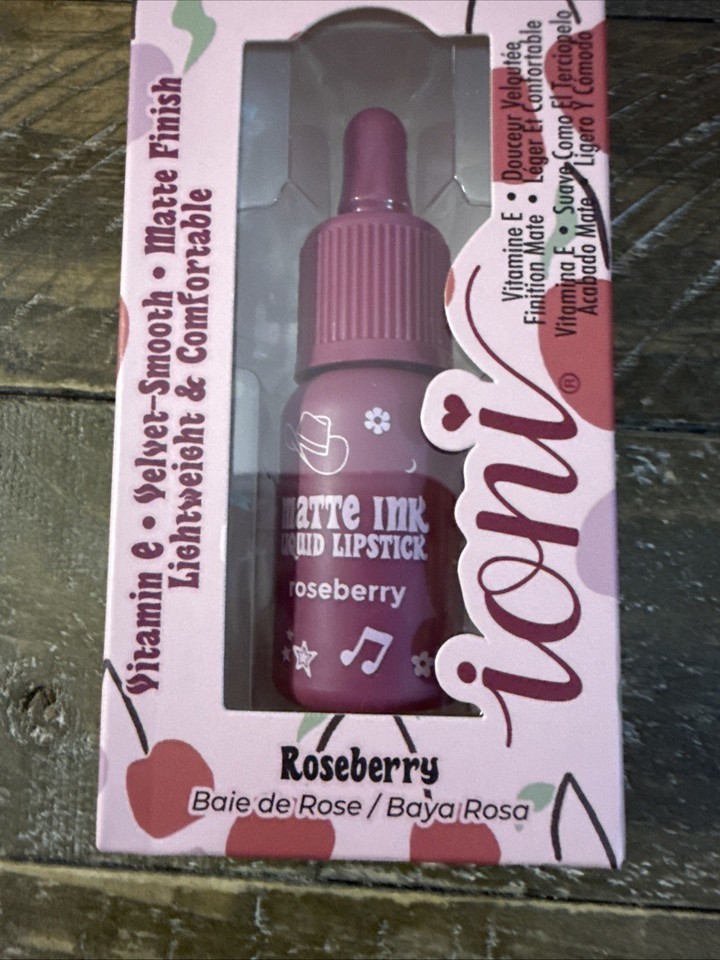 Vitamin E • Velvet-Smooth • Matte Finish
Lightweight & Comfortable
Vitamine E • Douceur Veloutée
Finition Mate • Léger Et Confortable
Vitamina E • Suave Como El Terciopelo
Acabado Mate • Ligero Y Cómodo
ioni®
matte ink
LIQUID LIPSTICK
roseberry
Roseberry
Baie de Rose / Baya Rosa